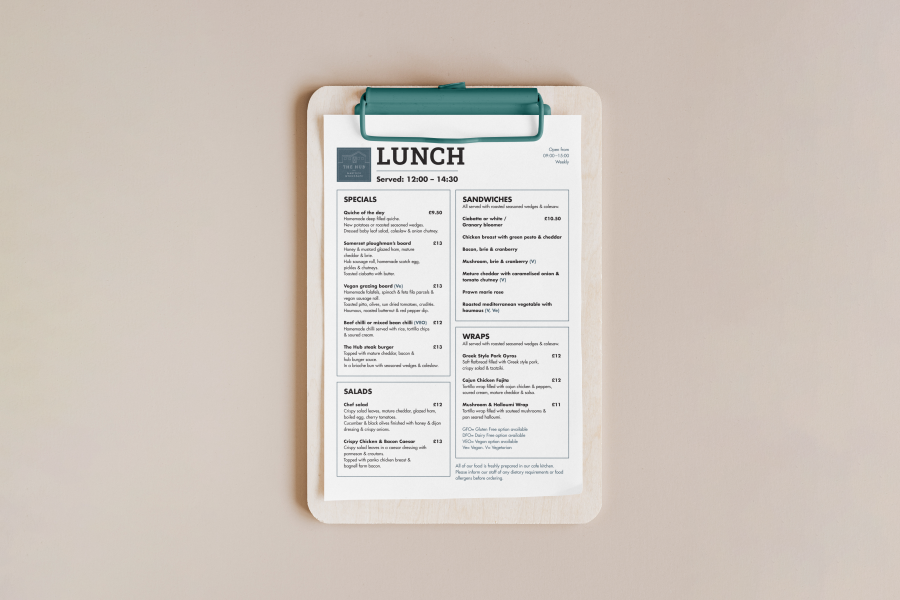 THE HUB
LUNCH
Served: 12:00 – 14:30
Open from
09:00–15:00
Weekly
SPECIALS
Quiche of the day £9.50
Homemade deep filled quiche.
New potatoes or roasted seasoned wedges.
Dressed baby leaf salad, coleslaw & onion chutney.
Somerset ploughman's board £13
Honey & mustard glazed ham, mature
cheddar & brie.
Hub sausage roll, homemade scotch egg,
pickles & chutneys.
Toasted ciabatta with butter.
Vegan grazing board (Ve) £13
Homemade falafels, spinach & feta filo parcels &
vegan sausage roll.
Toasted pitta, olives, sun dried tomatoes, crudités.
Houmous, roasted butternut & red pepper dip.
Beef chilli or mixed bean chilli (VEO) £12
Homemade chilli served with rice, tortilla chips
& soured cream.
The Hub steak burger £13
Topped with mature cheddar, bacon &
hub burger sauce.
In a brioche bun with seasoned wedges & coleslaw.
SALADS
Chef salad £12
Crispy salad leaves, mature cheddar, glazed ham,
boiled egg, cherry tomatoes.
Cucumber & black olives finished with honey & dijon
dressing & crispy onions.
Crispy Chicken & Bacon Caesar £13
Crispy salad leaves in a caesar dressing with
parmesan & croutons.
Topped with panko chicken breast &
bagnell farm bacon.
SANDWICHES
All served with roasted seasoned wedges & coleslaw.
Ciabatta or white / £10.50
Granary bloomer
Chicken breast with green pesto & cheddar
Bacon, brie & cranberry
Mushroom, brie & cranberry (V)
Mature cheddar with caramelised onion &
tomato chutney (V)
Prawn marie rose
Roasted mediterranean vegetable with
houmous (V, Ve)
WRAPS
All served with roasted seasoned wedges & coleslaw.
Greek Style Pork Gyros £12
Soft flatbread filled with Greek style pork,
crispy salad & tzatziki.
Cajun Chicken Fajita £12
Tortilla wrap filled with cajun chicken & peppers,
soured cream, mature cheddar & salsa.
Mushroom & Halloumi Wrap £11
Tortilla wrap filled with sauteed mushrooms &
pan seared halloumi.
GFO= Gluten Free option available
DFO= Dairy Free option available
VEO= Vegan option available
Ve= Vegan. V= Vegetarian
All of our food is freshly prepared in our cafe kitchen.
Please inform our staff of any dietary requirements or food
allergens before ordering.